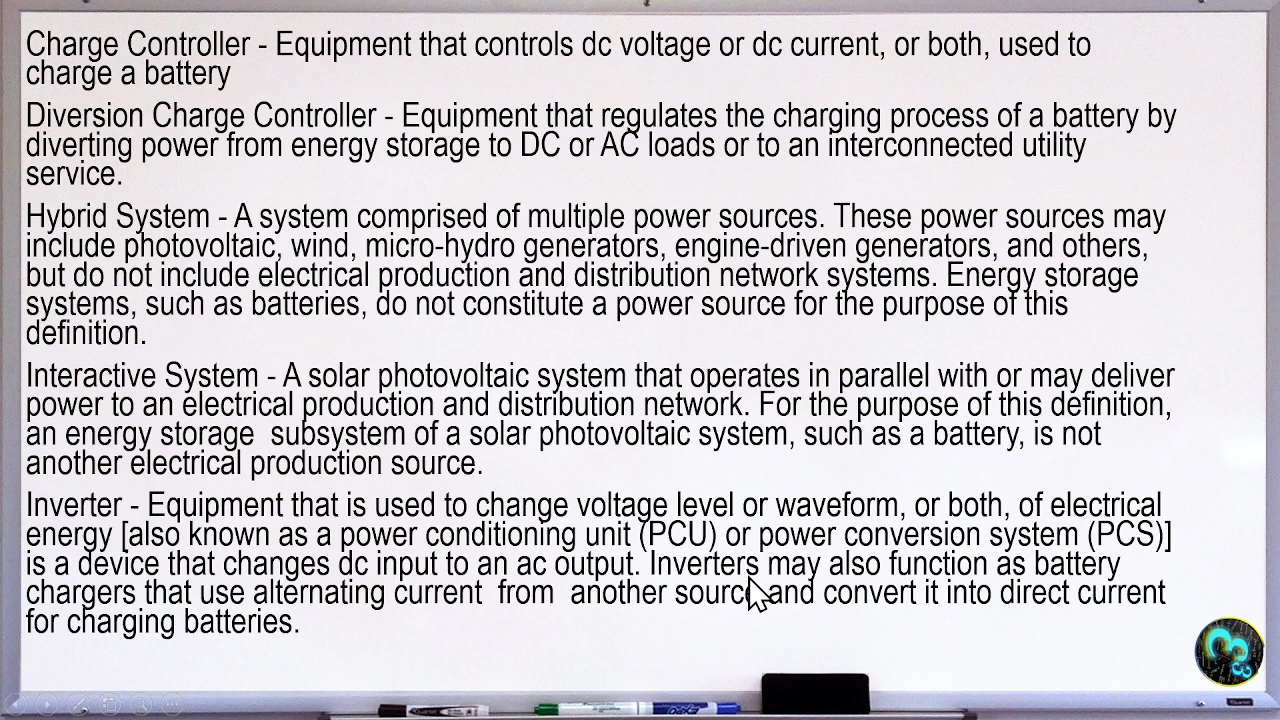 Charge Controller - Equipment that controls dc voltage or dc current, or both, used to
charge a battery
Diversion Charge Controller - Equipment that regulates the charging process of a battery by
diverting power from energy storage to DC or AC loads or to an interconnected utility
service.
Hybrid System - A system comprised of multiple power sources. These power sources may
include photovoltaic, wind, micro-hydro generators, engine-driven generators, and others,
but do not include electrical production and distribution network systems. Energy storage
systems, such as batteries, do not constitute a power source for the purpose of this
definition.
Interactive System - A solar photovoltaic system that operates in parallel with or may deliver
power to an electrical production and distribution network. For the purpose of this definition,
an energy storage  subsystem of a solar photovoltaic system, such as a battery, is not
another electrical production source.
Inverter - Equipment that is used to change voltage level or waveform, or both, of electrical
energy [also known as a power conditioning unit (PCU) or power conversion system (PCS)]
is a device that changes dc input to an ac output. Inverters may also function as battery
chargers that use alternating current  from  another source and convert it into direct current
for charging batteries.